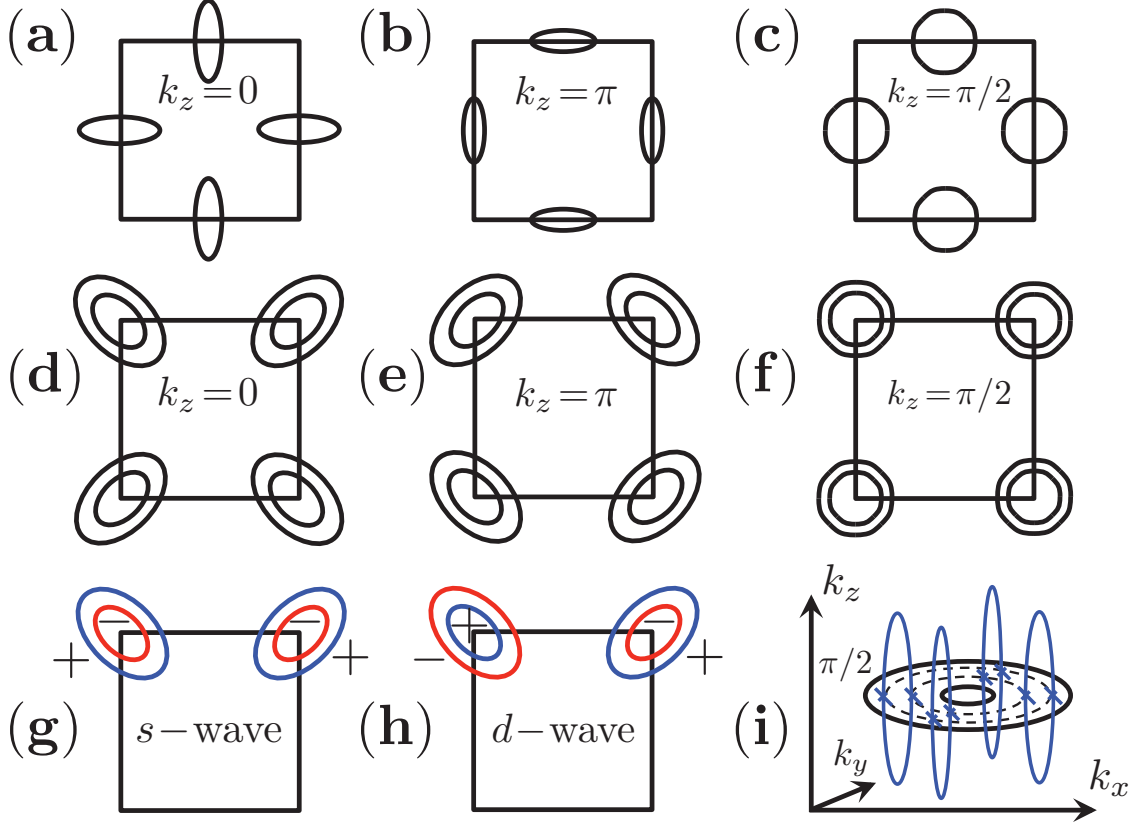 (a) k_z=0
(b) k_z=π
(c) k_z=π/2
(d) k_z=0
(e) k_z=π
(f) k_z=π/2
(g) + − − + s−wave
(h) − + − + d−wave
(i) k_z
π/2
k_y
k_x